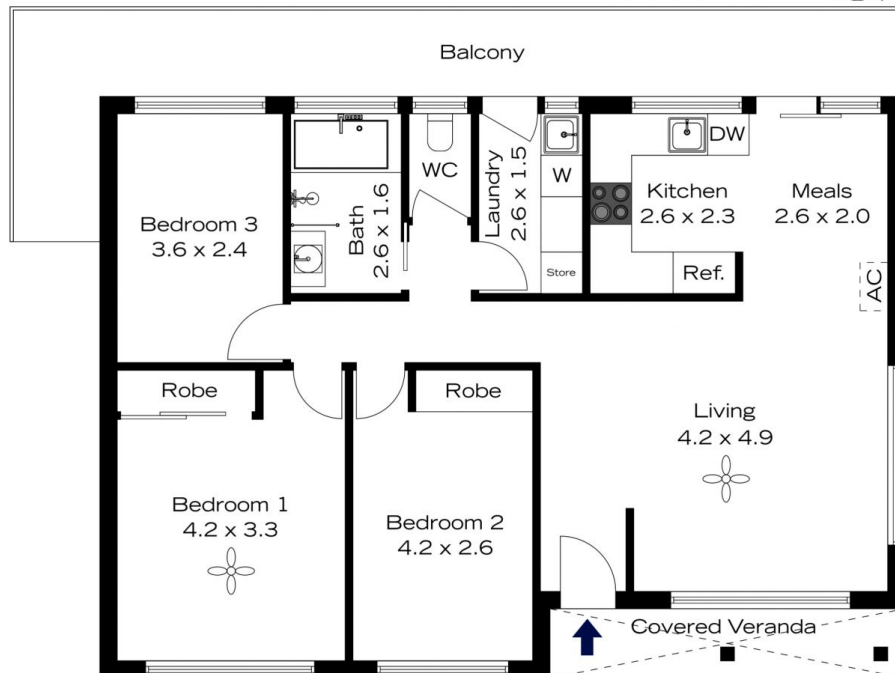 Balcony
Bedroom 3
3.6 x 2.4
Bath
2.6 x 1.6
WC
Laundry
2.6 x 1.5
W
Store
Kitchen
2.6 x 2.3
DW
Ref.
Meals
2.6 x 2.0
AC
Robe
Robe
Living
4.2 x 4.9
Bedroom 1
4.2 x 3.3
Bedroom 2
4.2 x 2.6
Covered Veranda